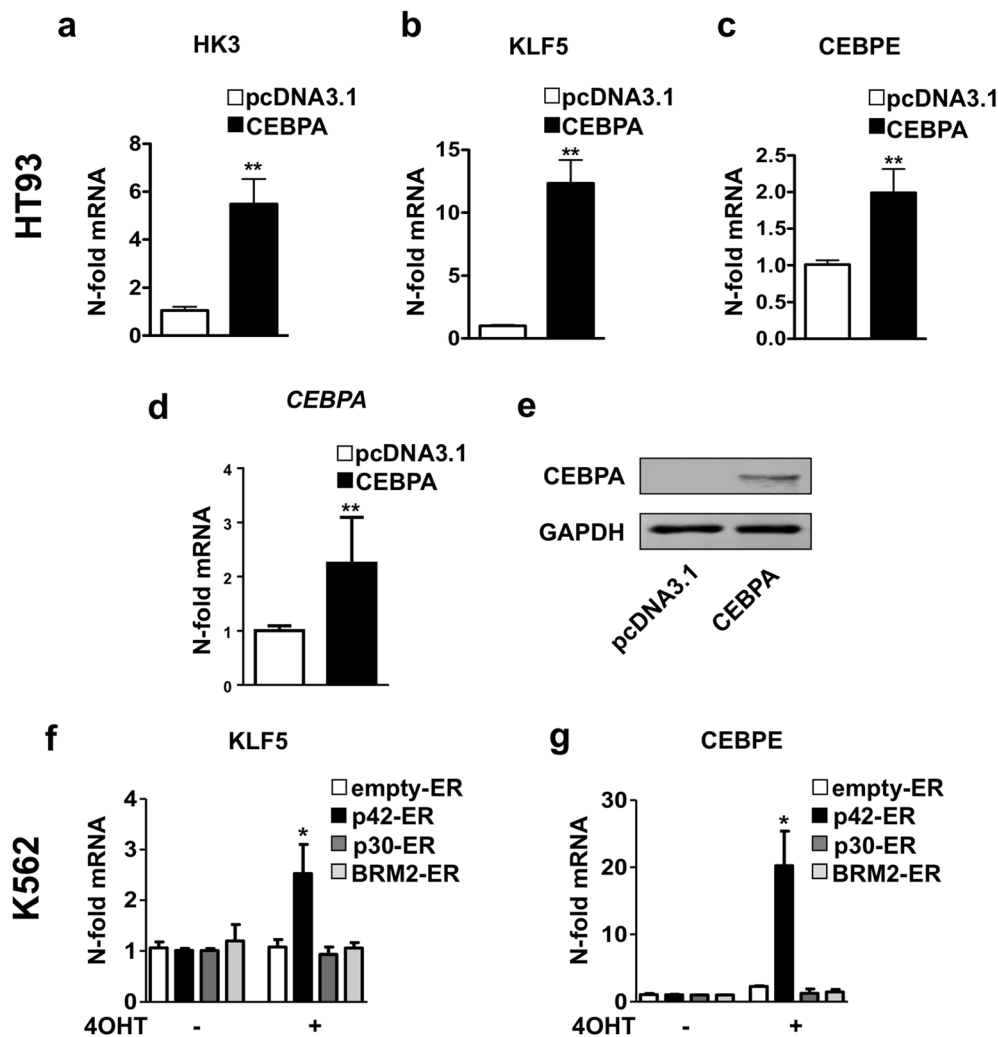 a
HK3
pcDNA3.1
CEBPA
8
6
4
2
0
N-fold mRNA
**
b
KLF5
pcDNA3.1
CEBPA
15
10
5
0
N-fold mRNA
**
c
CEBPE
pcDNA3.1
CEBPA
2.5
2.0
1.5
1.0
0.5
0.0
N-fold mRNA
**
HT93
d
CEBPA
pcDNA3.1
CEBPA
4
3
2
1
0
N-fold mRNA
**
e
CEBPA
GAPDH
pcDNA3.1
CEBPA
f
KLF5
empty-ER
p42-ER
p30-ER
BRM2-ER
4
3
2
1
0
N-fold mRNA
*
4OHT - +
g
CEBPE
empty-ER
p42-ER
p30-ER
BRM2-ER
30
20
10
0
N-fold mRNA
*
4OHT - +
K562